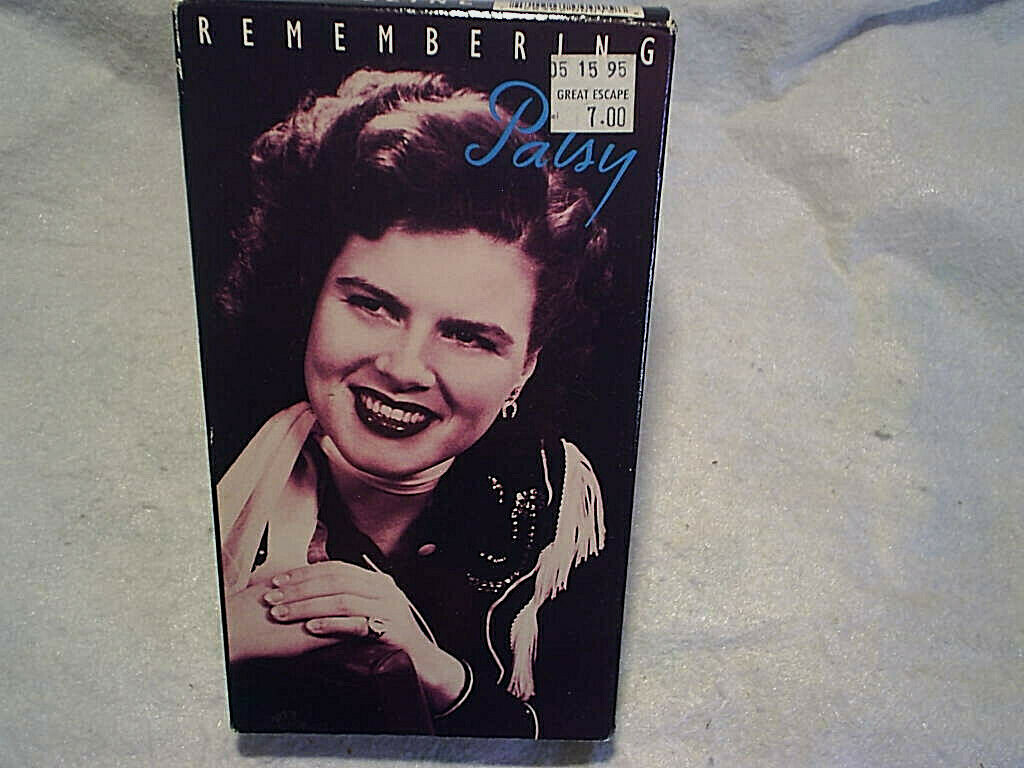 REMEMBERING
Patsy
05 15 95
GREAT ESCAPE
7.00